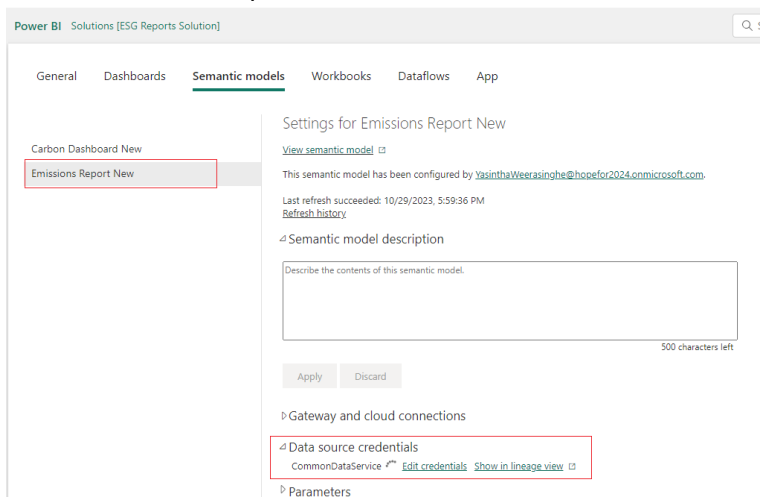 Power BI Solutions [ESG Reports Solution]
General Dashboards Semantic models Workbooks Dataflows App
Settings for Emissions Report New
Carbon Dashboard New
View semantic model
Emissions Report New
This semantic model has been configured by YasinthaWeerasinghe@hopefor2024.onmicrosoft.com.
Last refresh succeeded: 10/29/2023, 5:59:36 PM
Refresh history
Semantic model description
Describe the contents of this semantic model.
500 characters left
Apply Discard
Gateway and cloud connections
Data source credentials
CommonDataService Edit credentials Show in lineage view
Parameters